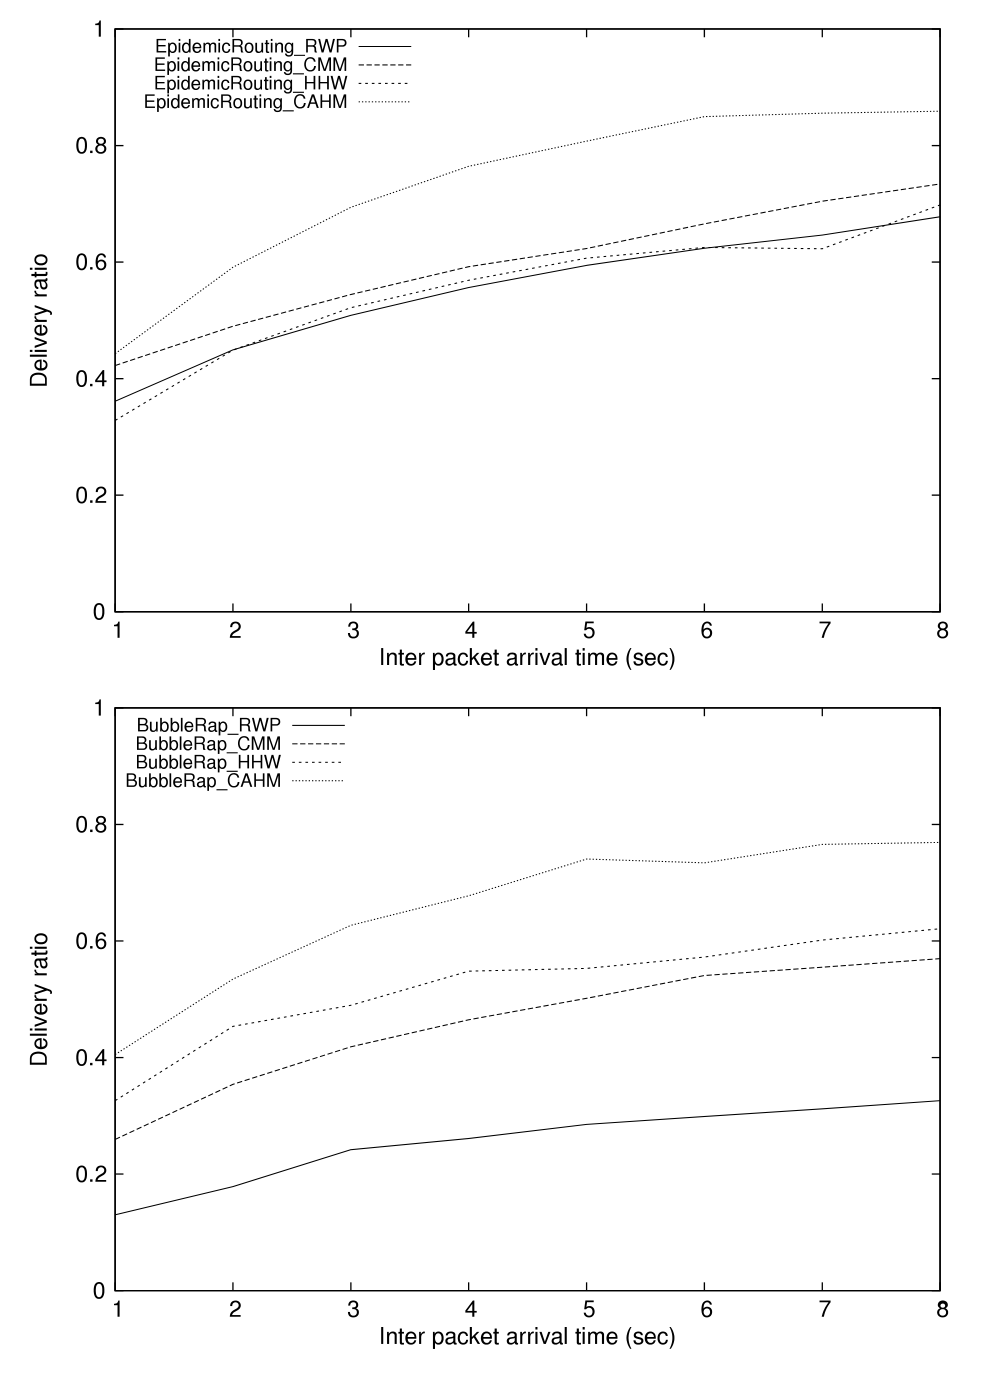 1
EpidemicRouting_RWP
EpidemicRouting_CMM
EpidemicRouting_HHW
EpidemicRouting_CAHM
0.8
0.6
Delivery ratio
0.4
0.2
0
1 2 3 4 5 6 7 8
Inter packet arrival time (sec)
1
BubbleRap_RWP
BubbleRap_CMM
BubbleRap_HHW
BubbleRap_CAHM
0.8
0.6
Delivery ratio
0.4
0.2
0
1 2 3 4 5 6 7 8
Inter packet arrival time (sec)